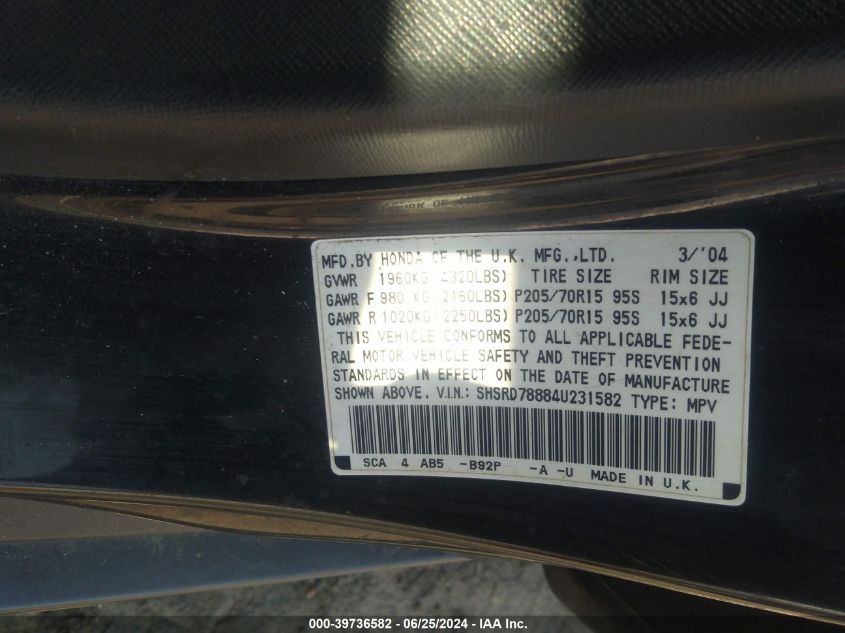 MFD.BY HONDA OF THE U.K. MFG.,LTD. 3/'04
GVWR 1960KG(4320LBS) TIRE SIZE RIM SIZE
GAWR F 980 KG(2160LBS) P205/70R15 95S 15x6 JJ
GAWR R 1020KG(2250LBS) P205/70R15 95S 15x6 JJ
THIS VEHICLE CONFORMS TO ALL APPLICABLE FEDE-
RAL MOTOR VEHICLE SAFETY AND THEFT PREVENTION
STANDARDS IN EFFECT ON THE DATE OF MANUFACTURE
SHOWN ABOVE. V.I.N.: SHSRD78884U231582 TYPE: MPV
SCA 4 AB5 -B92P -A -U MADE IN U.K.
000-39736582 / 06/25/2024 / IAA Inc.